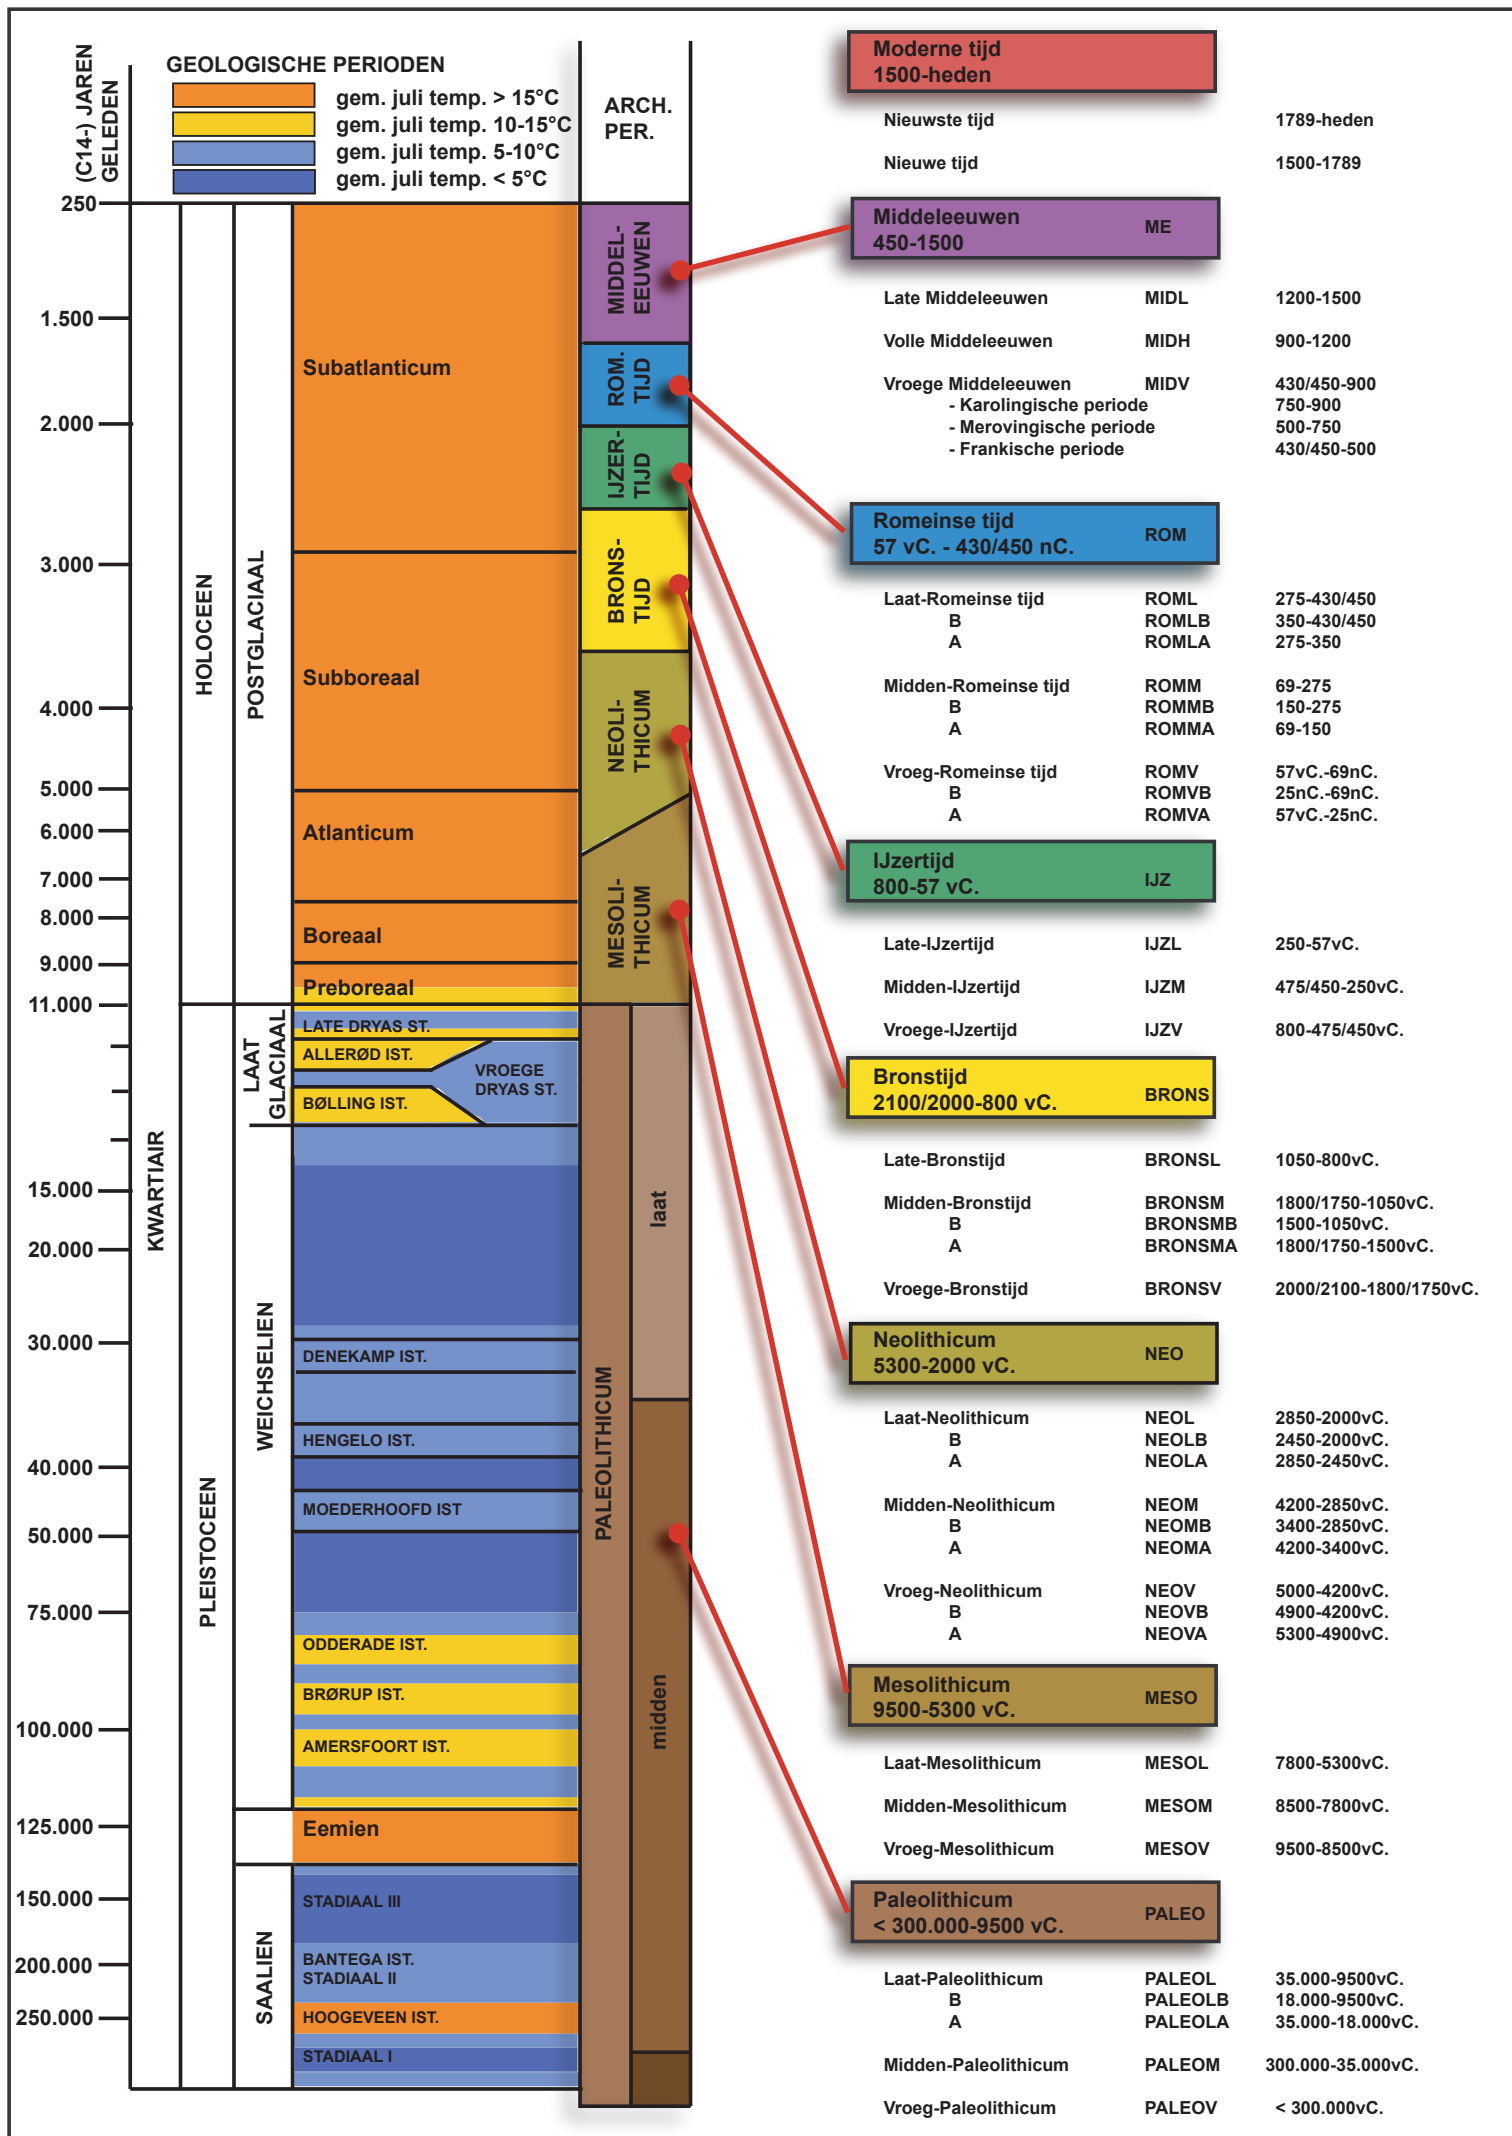 (C14-) JAREN
GELEDEN
GEOLOGISCHE PERIODEN
gem. juli temp. > 15°C
gem. juli temp. 10-15°C
gem. juli temp. 5-10°C
gem. juli temp. < 5°C
ARCH.
PER.
250
1.500
2.000
3.000
4.000
5.000
6.000
7.000
8.000
9.000
11.000
15.000
20.000
30.000
40.000
50.000
75.000
100.000
125.000
150.000
200.000
250.000
KWARTIAIR
HOLOCEEN
PLEISTOCEEN
POSTGLACIAAL
LAAT
GLACIAAL
WEICHSELIEN
SAALIEN
Subatlanticum
Subboreaal
Atlanticum
Boreaal
Preboreaal
LATE DRYAS ST.
ALLERØD IST.
VROEGE
DRYAS ST.
BØLLING IST.
DENEKAMP IST.
HENGELO IST.
MOEDERHOOFD IST
ODDERADE IST.
BRØRUP IST.
AMERSFOORT IST.
Eemien
STADIAAL III
BANTEGA IST.
STADIAAL II
HOOGEVEEN IST.
STADIAAL I
MIDDEL-
EEUWEN
ROM.
TIJD
IJZER-
TIJD
BRONS-
TIJD
NEOLI-
THICUM
MESOLI-
THICUM
PALEOLITHICUM
laat
midden
Moderne tijd
1500-heden
Nieuwste tijd 1789-heden
Nieuwe tijd 1500-1789
Middeleeuwen
450-1500 ME
Late Middeleeuwen MIDL 1200-1500
Volle Middeleeuwen MIDH 900-1200
Vroege Middeleeuwen MIDV 430/450-900
- Karolingische periode 750-900
- Merovingische periode 500-750
- Frankische periode 430/450-500
Romeinse tijd
57 vC. - 430/450 nC. ROM
Laat-Romeinse tijd ROML 275-430/450
B ROMLB 350-430/450
A ROMLA 275-350
Midden-Romeinse tijd ROMM 69-275
B ROMMB 150-275
A ROMMA 69-150
Vroeg-Romeinse tijd ROMV 57vC.-69nC.
B ROMVB 25nC.-69nC.
A ROMVA 57vC.-25nC.
IJzertijd
800-57 vC. IJZ
Late-IJzertijd IJZL 250-57vC.
Midden-IJzertijd IJZM 475/450-250vC.
Vroege-IJzertijd IJZV 800-475/450vC.
Bronstijd
2100/2000-800 vC. BRONS
Late-Bronstijd BRONSL 1050-800vC.
Midden-Bronstijd BRONSM 1800/1750-1050vC.
B BRONSMB 1500-1050vC.
A BRONSMA 1800/1750-1500vC.
Vroege-Bronstijd BRONSV 2000/2100-1800/1750vC.
Neolithicum
5300-2000 vC. NEO
Laat-Neolithicum NEOL 2850-2000vC.
B NEOLB 2450-2000vC.
A NEOLA 2850-2450vC.
Midden-Neolithicum NEOM 4200-2850vC.
B NEOMB 3400-2850vC.
A NEOMA 4200-3400vC.
Vroeg-Neolithicum NEOV 5000-4200vC.
B NEOVB 4900-4200vC.
A NEOVA 5300-4900vC.
Mesolithicum
9500-5300 vC. MESO
Laat-Mesolithicum MESOL 7800-5300vC.
Midden-Mesolithicum MESOM 8500-7800vC.
Vroeg-Mesolithicum MESOV 9500-8500vC.
Paleolithicum
< 300.000-9500 vC. PALEO
Laat-Paleolithicum PALEOL 35.000-9500vC.
B PALEOLB 18.000-9500vC.
A PALEOLA 35.000-18.000vC.
Midden-Paleolithicum PALEOM 300.000-35.000vC.
Vroeg-Paleolithicum PALEOV < 300.000vC.